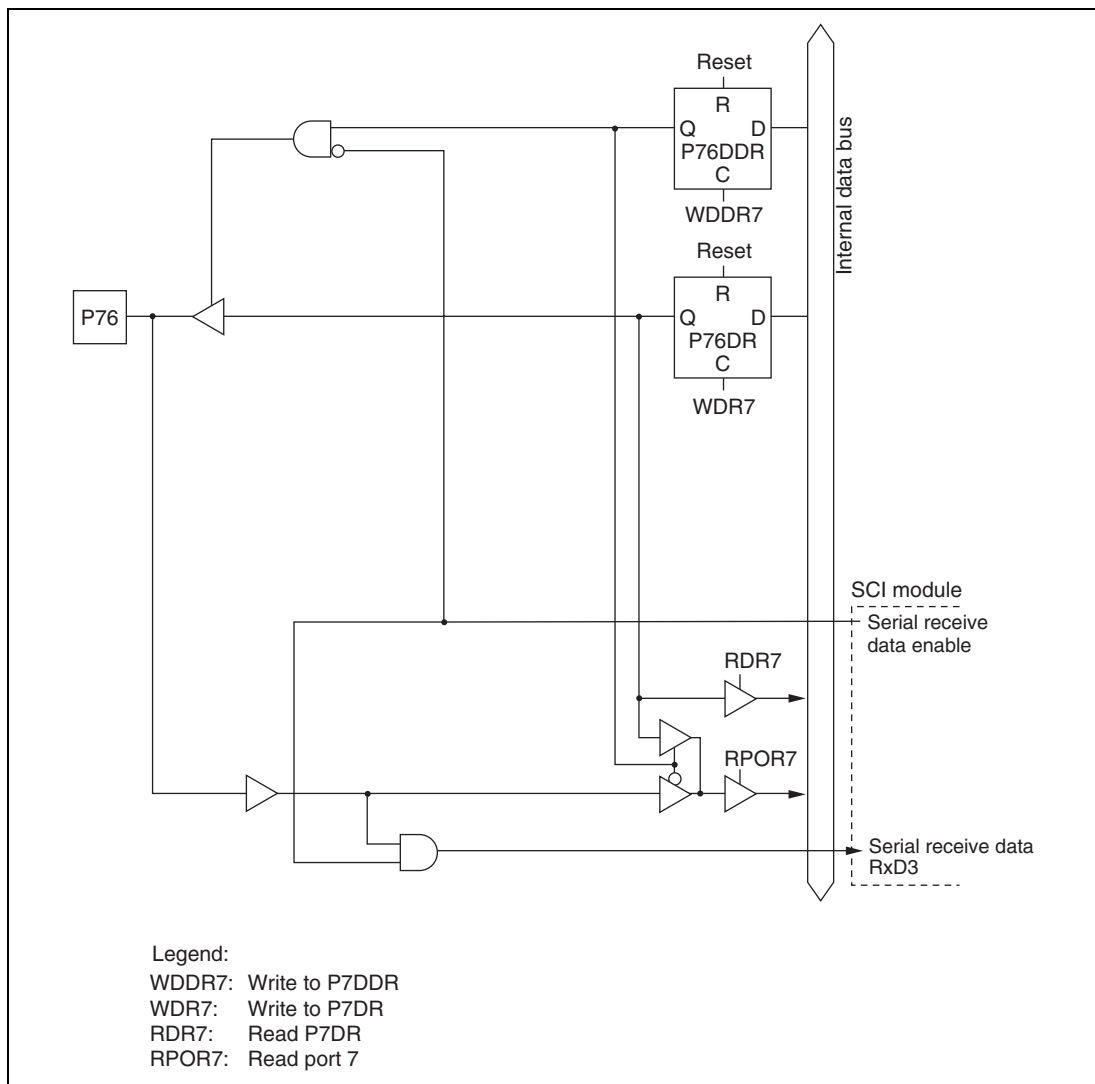 Reset
R
Q D
P76DDR
C
WDDR7
Internal data bus
Reset
R
P76
Q D
P76DR
C
WDR7
SCI module
Serial receive
data enable
RDR7
RPOR7
Serial receive data
RxD3
Legend:
WDDR7: Write to P7DDR
WDR7: Write to P7DR
RDR7: Read P7DR
RPOR7: Read port 7